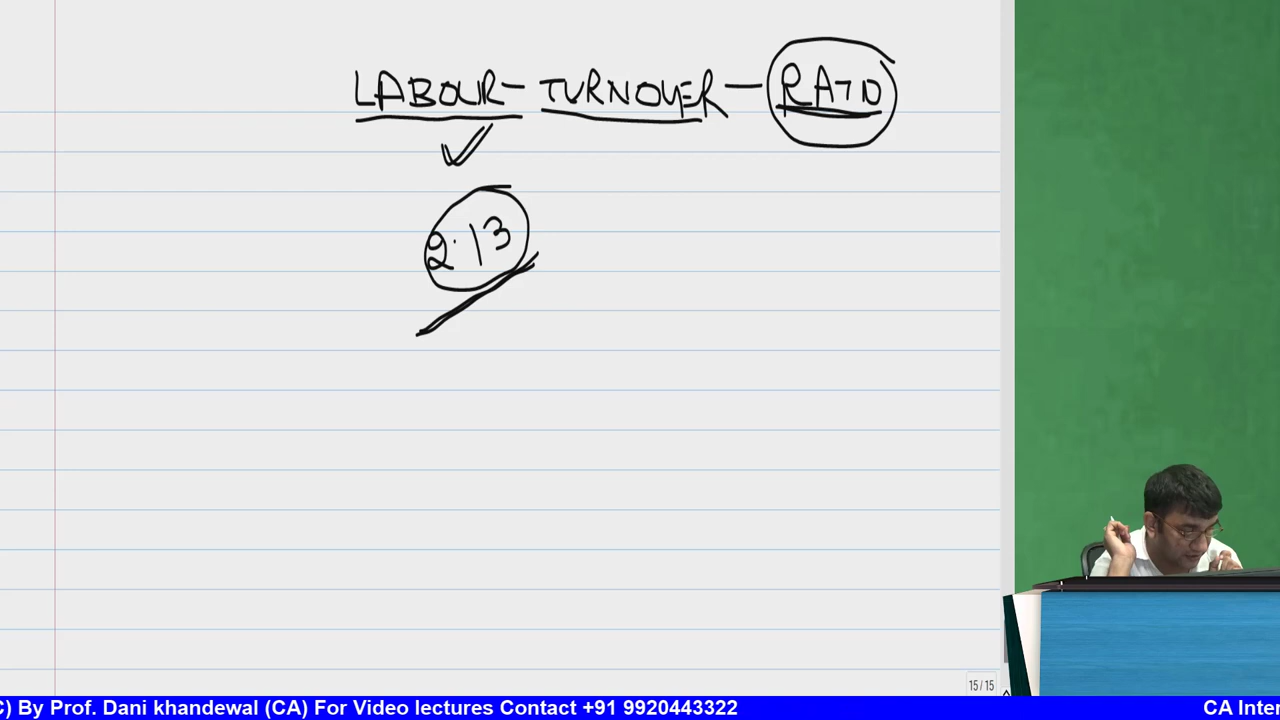 LABOUR - TURNOVER - RATIO
2.13
15/15
C) By Prof. Dani khandewal (CA) For Video lectures Contact +91 9920443322 CA Inter